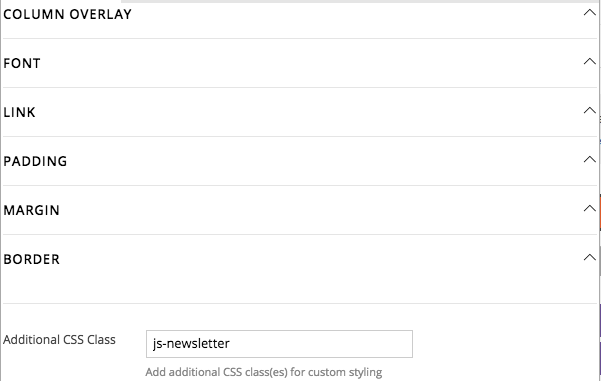 COLUMN OVERLAY
FONT
LINK
PADDING
MARGIN
BORDER
Additional CSS Class
js-newsletter
Add additional CSS class(es) for custom styling